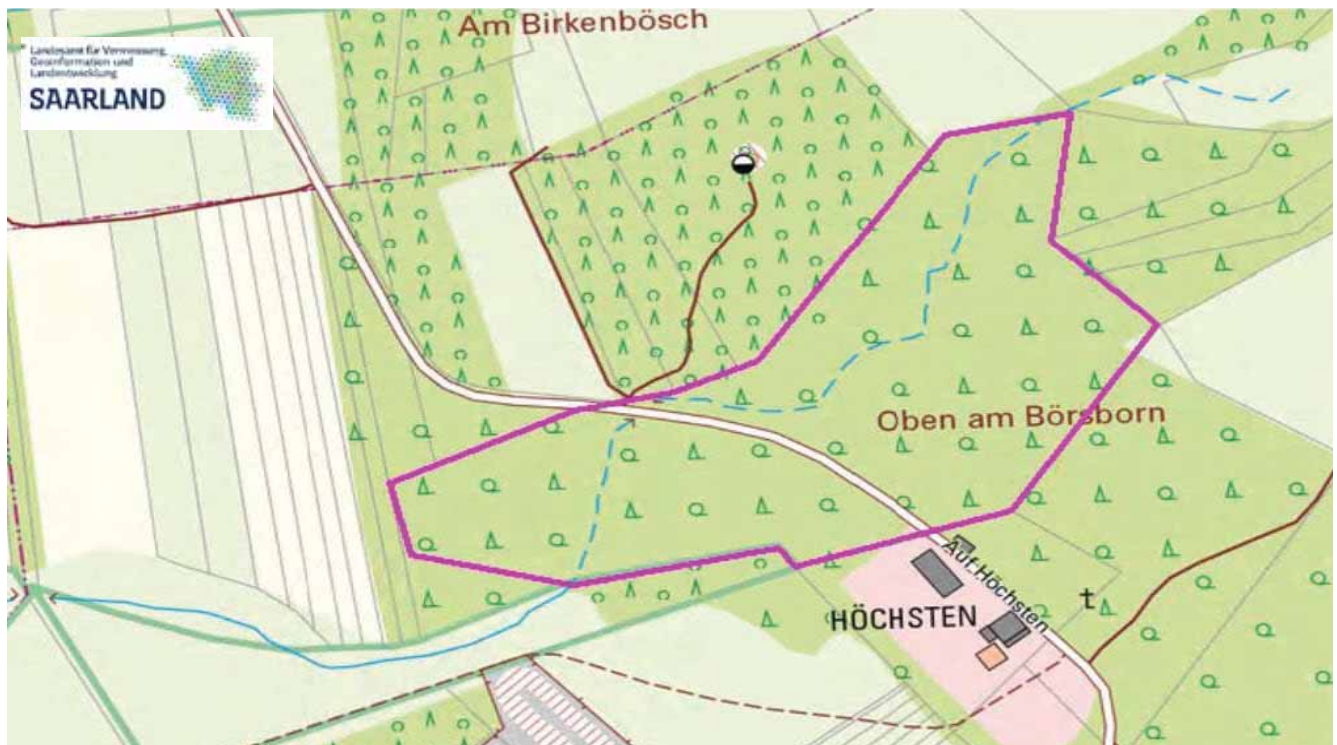 Am Birkenbösch
Landesamt für Vermessung,
Geoinformation und
Landentwicklung
SAARLAND
Oben am Börsborn
Auf Höchsten
HÖCHSTEN